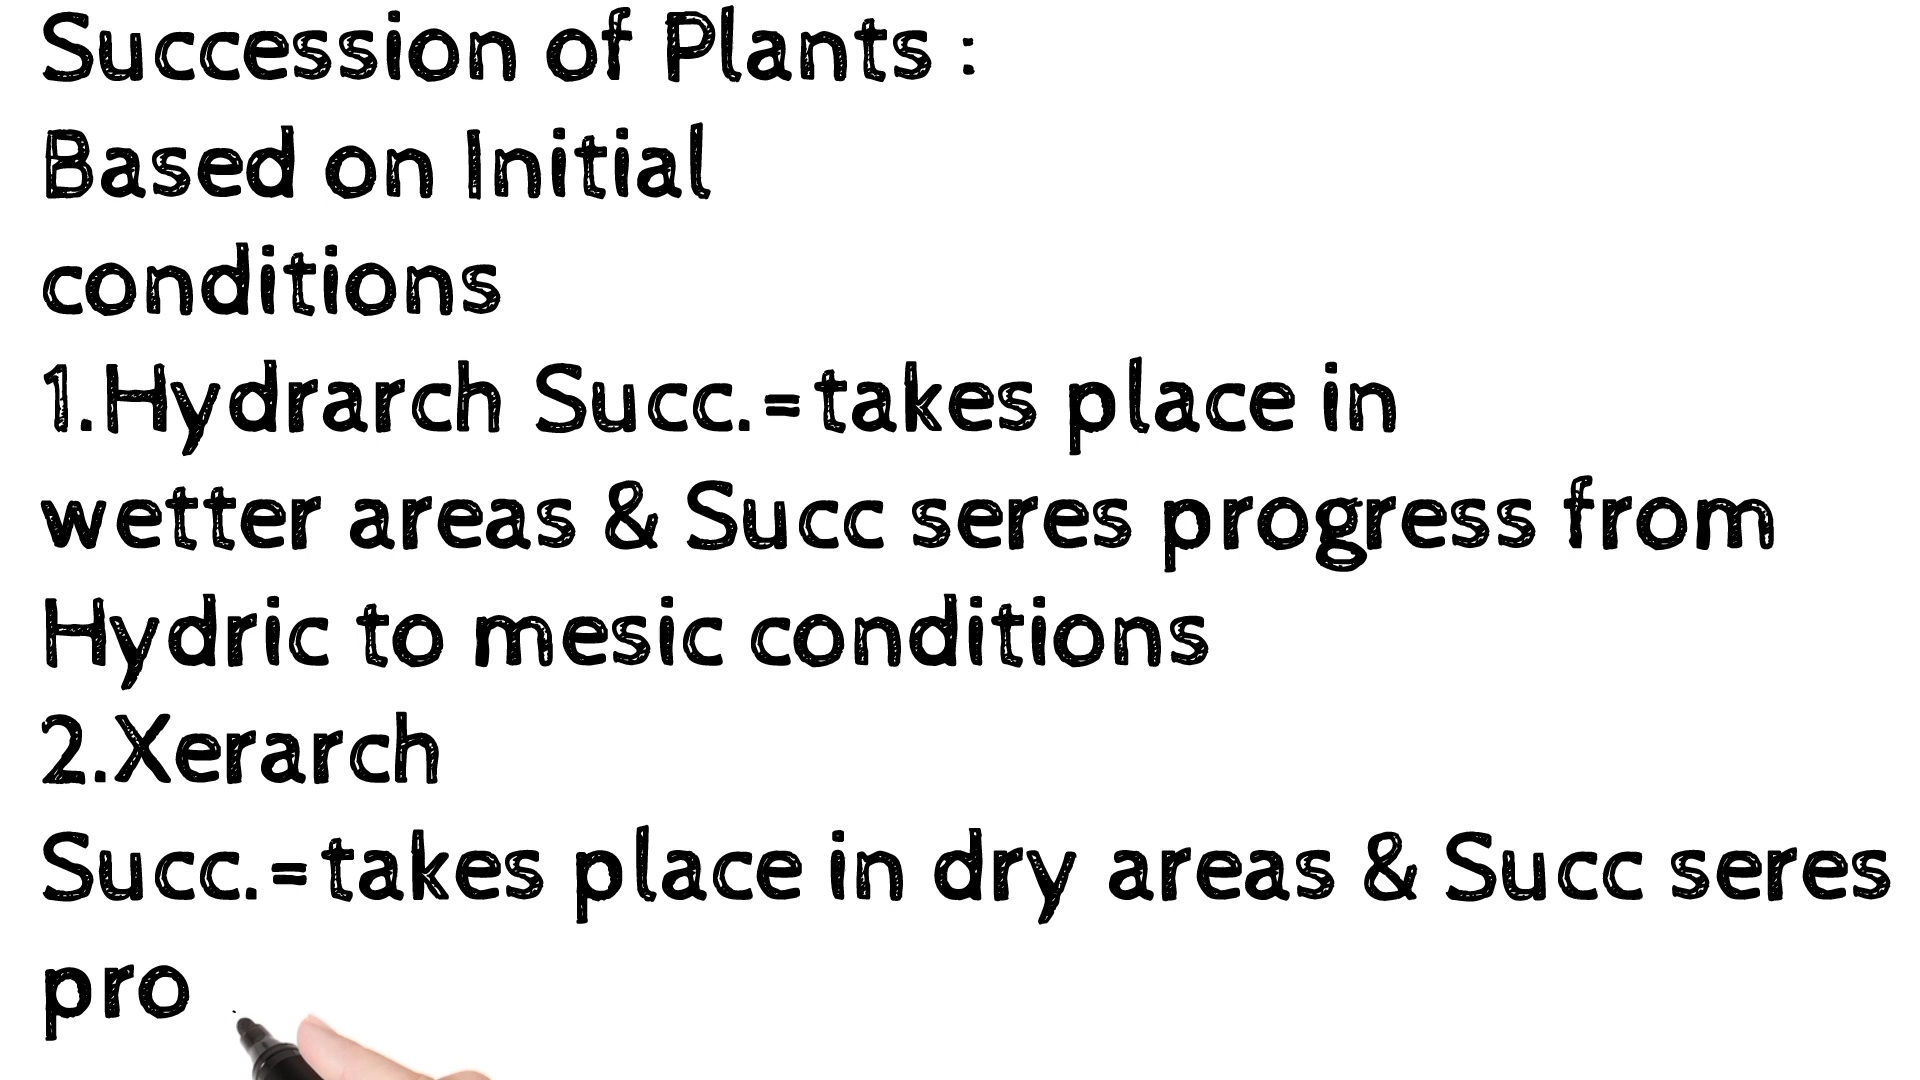 Succession of Plants :
Based on Initial
conditions
1.Hydrarch Succ.=takes place in
wetter areas & Succ seres progress from
Hydric to mesic conditions
2.Xerarch
Succ.=takes place in dry areas & Succ seres
pro